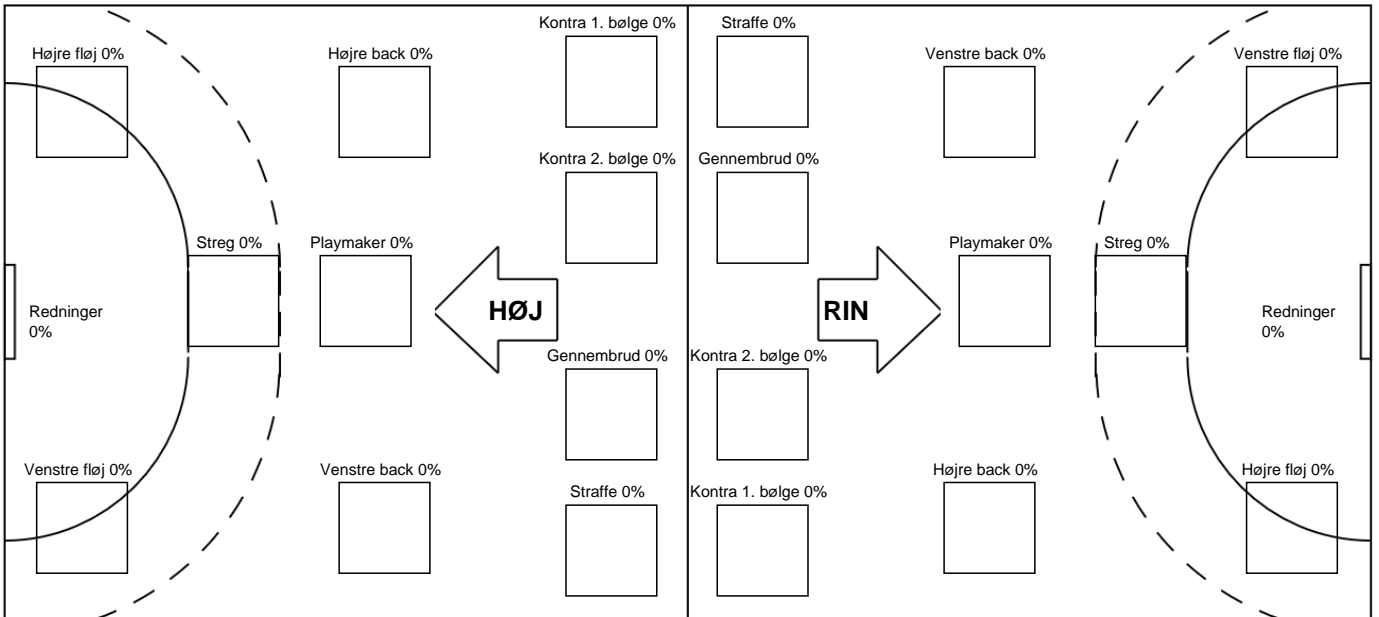 Kontra 1. bølge 0%
Straffe 0%
Højre fløj 0%
Højre back 0%
Venstre back 0%
Venstre fløj 0%
Kontra 2. bølge 0%
Gennembrud 0%
Streg 0%
Playmaker 0%
Playmaker 0%
Streg 0%
Redninger
0%
HØJ
RIN
Redninger
0%
Gennembrud 0%
Kontra 2. bølge 0%
Venstre fløj 0%
Venstre back 0%
Højre back 0%
Højre fløj 0%
Straffe 0%
Kontra 1. bølge 0%